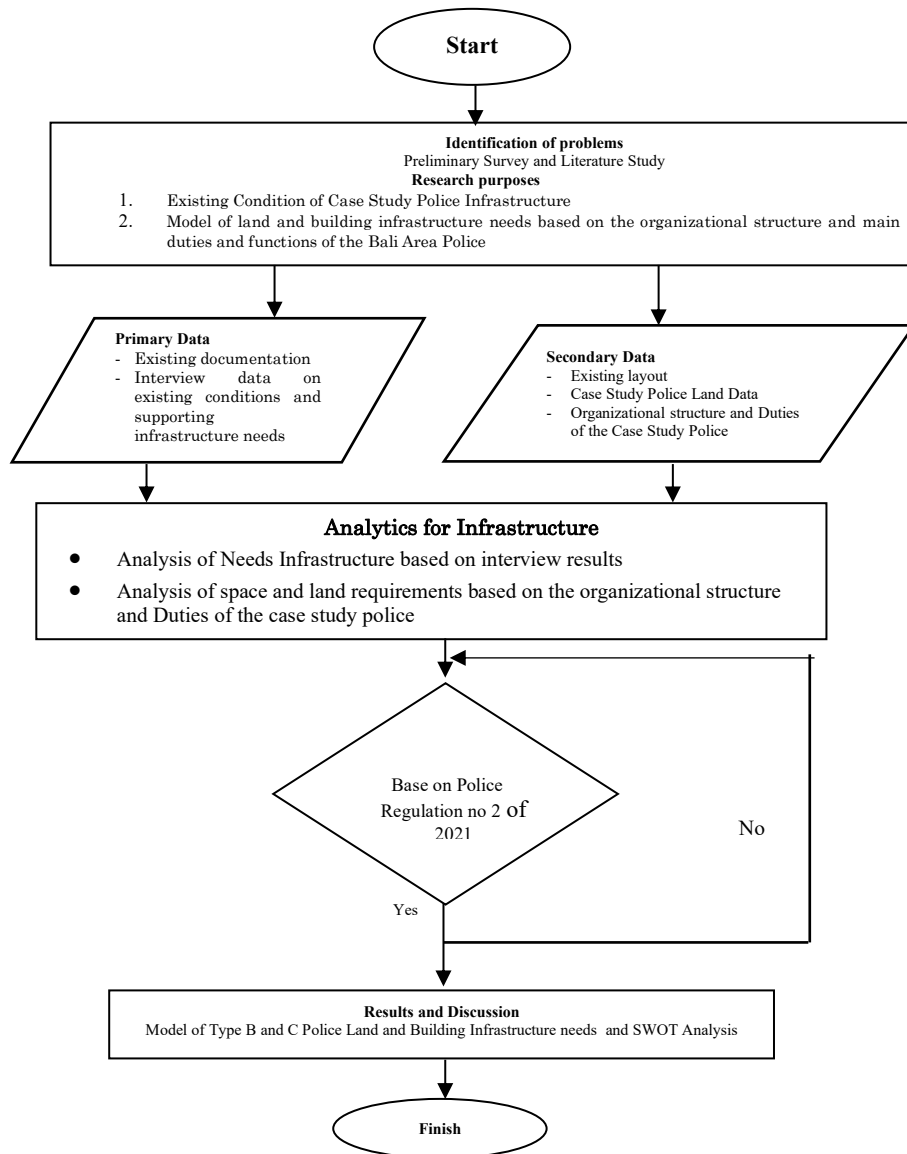 Start
Identification of problems
Preliminary Survey and Literature Study
Research purposes
1. Existing Condition of Case Study Police Infrastructure
2. Model of land and building infrastructure needs based on the organizational structure and main
duties and functions of the Bali Area Police
Primary Data
- Existing documentation
- Interview data on
existing conditions and
supporting
infrastructure needs
Secondary Data
- Existing layout
- Case Study Police Land Data
- Organizational structure and Duties
of the Case Study Police
Analytics for Infrastructure
● Analysis of Needs Infrastructure based on interview results
● Analysis of space and land requirements based on the organizational structure
and Duties of the case study police
Base on Police
Regulation no 2 of
2021
No
Yes
Results and Discussion
Model of Type B and C Police Land and Building Infrastructure needs and SWOT Analysis
Finish